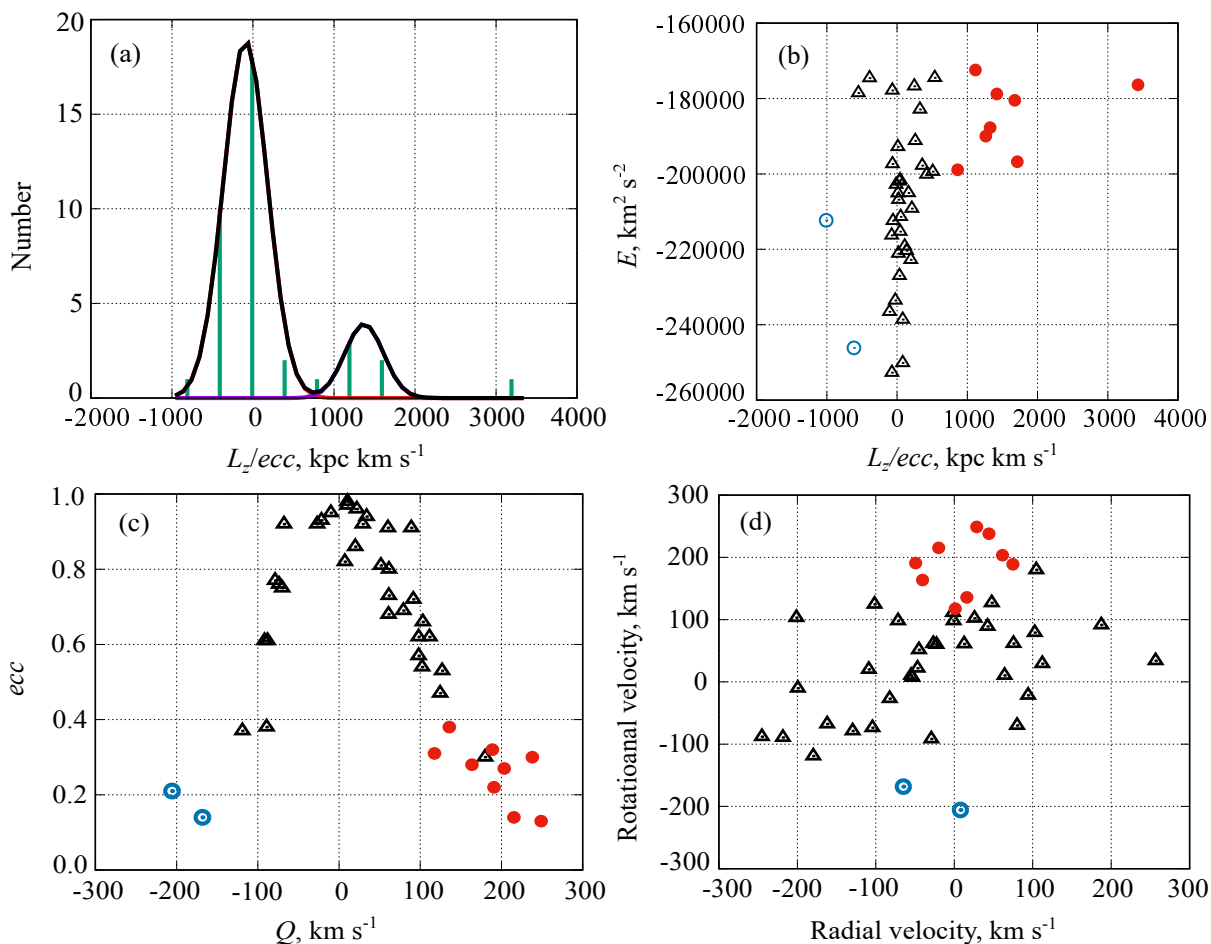 (a)
20
15
10
5
0
Number
-2000 -1000 0 1000 2000 3000 4000
L_z/ecc, kpc km s^-1
(b)
-160000
-180000
-200000
-220000
-240000
-260000
E, km^2 s^-2
-2000 -1000 0 1000 2000 3000 4000
L_z/ecc, kpc km s^-1
(c)
1.0
0.8
0.6
0.4
0.2
0.0
ecc
-300 -200 -100 0 100 200 300
Q, km s^-1
(d)
300
200
100
0
-100
-200
-300
Rotatioanal velocity, km s^-1
-300 -200 -100 0 100 200 300
Radial velocity, km s^-1